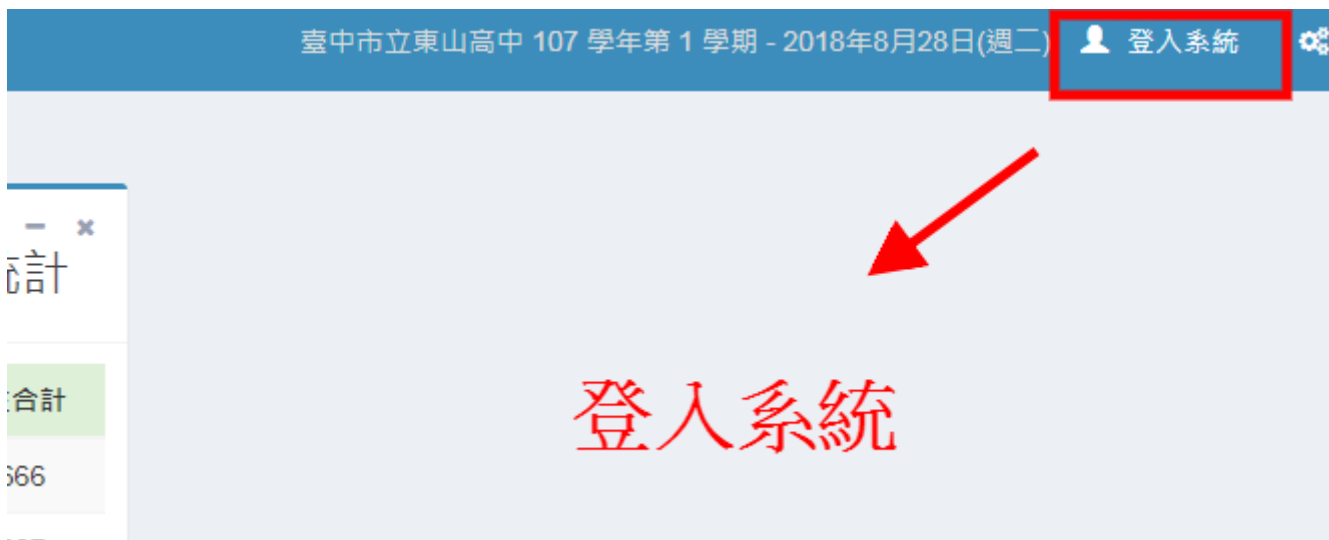 臺中市立東山高中 107 學年第 1 學期 - 2018年8月28日(週二) 登入系統
計
登入系統
合計
666